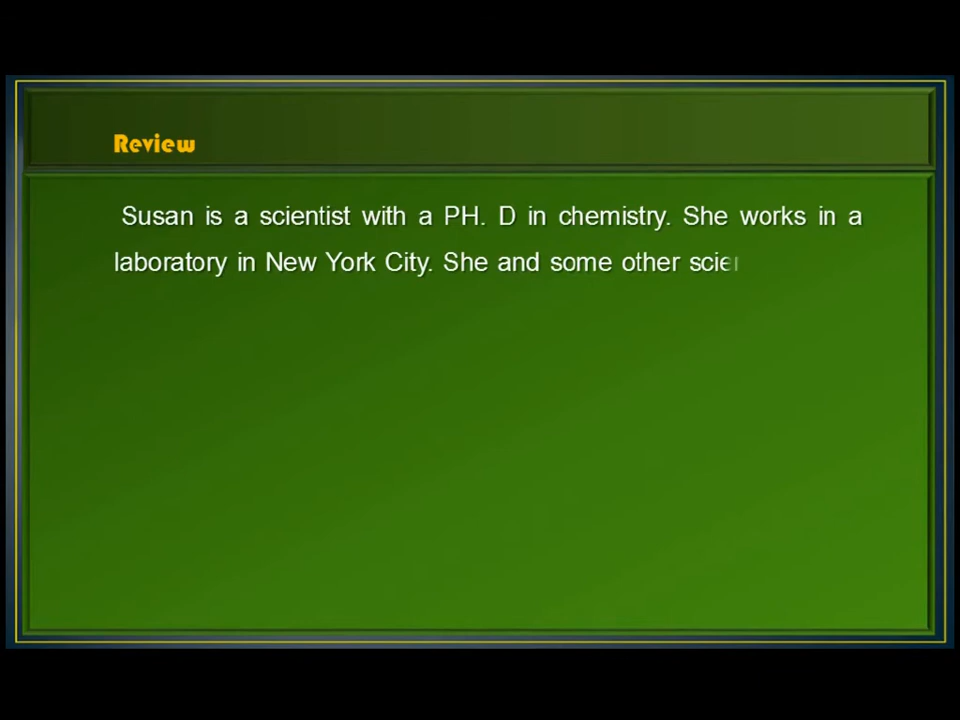 Review
Susan is a scientist with a PH. D in chemistry. She works in a
laboratory in New York City. She and some other scie